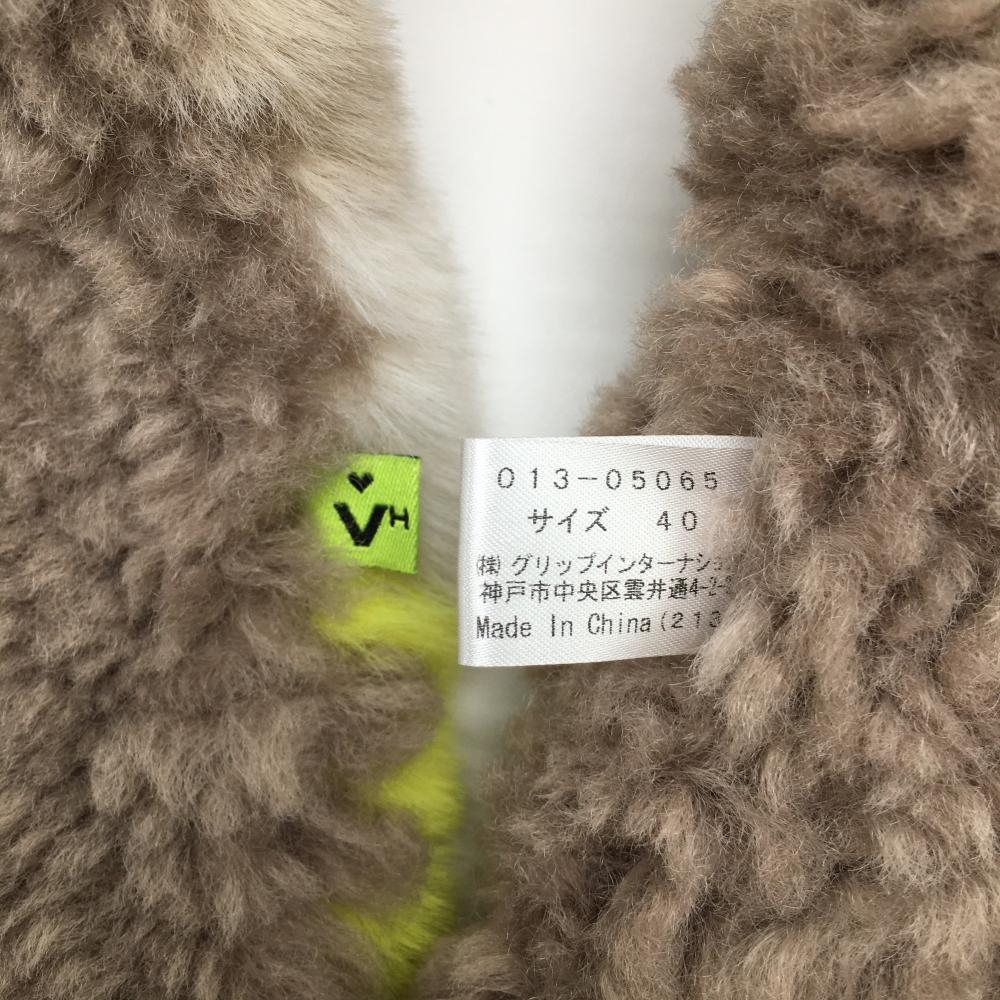 VH
013-05065
サイズ 40
(株) グリップインターナショ
神戸市中央区雲井通4-2-
Made In China (213